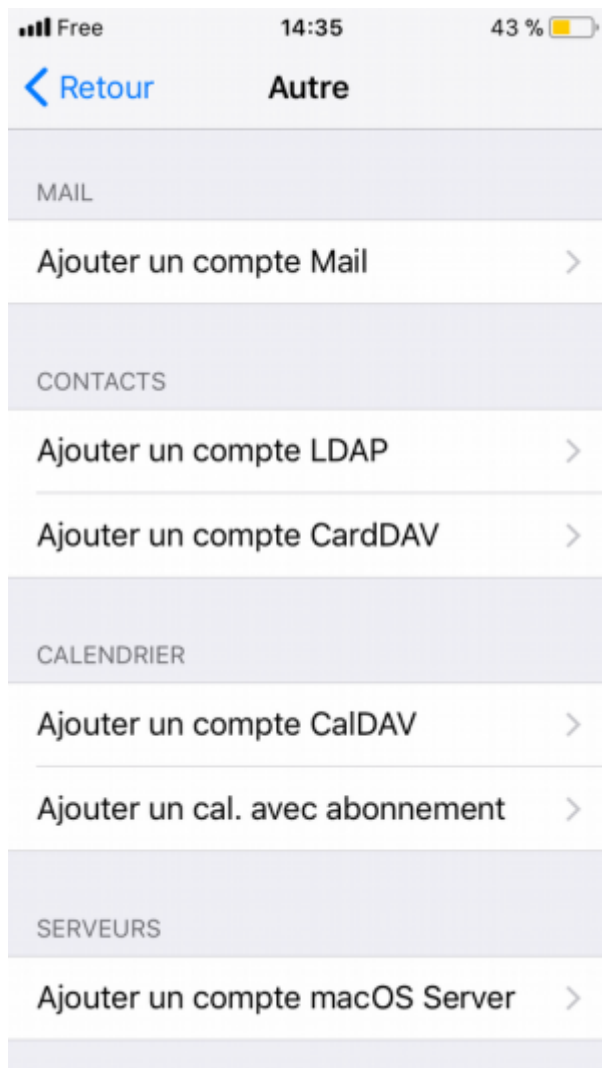 Free 14:35 43 %
Retour Autre
MAIL
Ajouter un compte Mail
CONTACTS
Ajouter un compte LDAP
Ajouter un compte CardDAV
CALENDRIER
Ajouter un compte CalDAV
Ajouter un cal. avec abonnement
SERVEURS
Ajouter un compte macOS Server